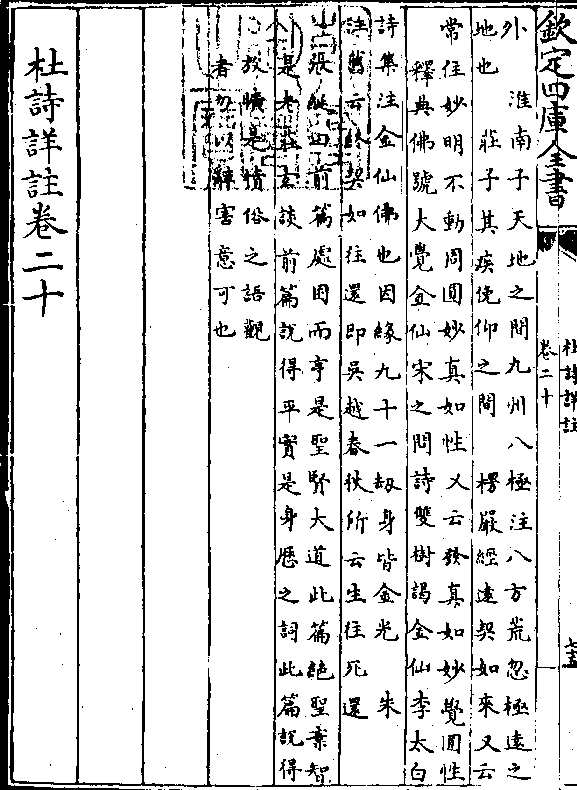 欽定四庫全書
杜詩詳註
卷二十
外　淮南子天地之間九州八極注八方荒忽極遠之
地也　莊子其疾俛仰之間　楞嚴經遠契如來又云
常住妙明不動周圓妙真如性又云發真如妙覺圓性
釋典佛號大覺金仙宋之問詩雙樹謁金仙李太白
詩集注金仙佛也因緣九十一劫身皆金光　朱
註舊云終契如往還即吳越春秋所云生往死還
張綖曰前篇處困而亨是聖賢大道此篇絕聖棄智
是老莊玄談前篇說得平實是身歷之詞此篇說得
放曠是憤俗之語觀
者勿以辭害意可也
杜詩詳註卷二十